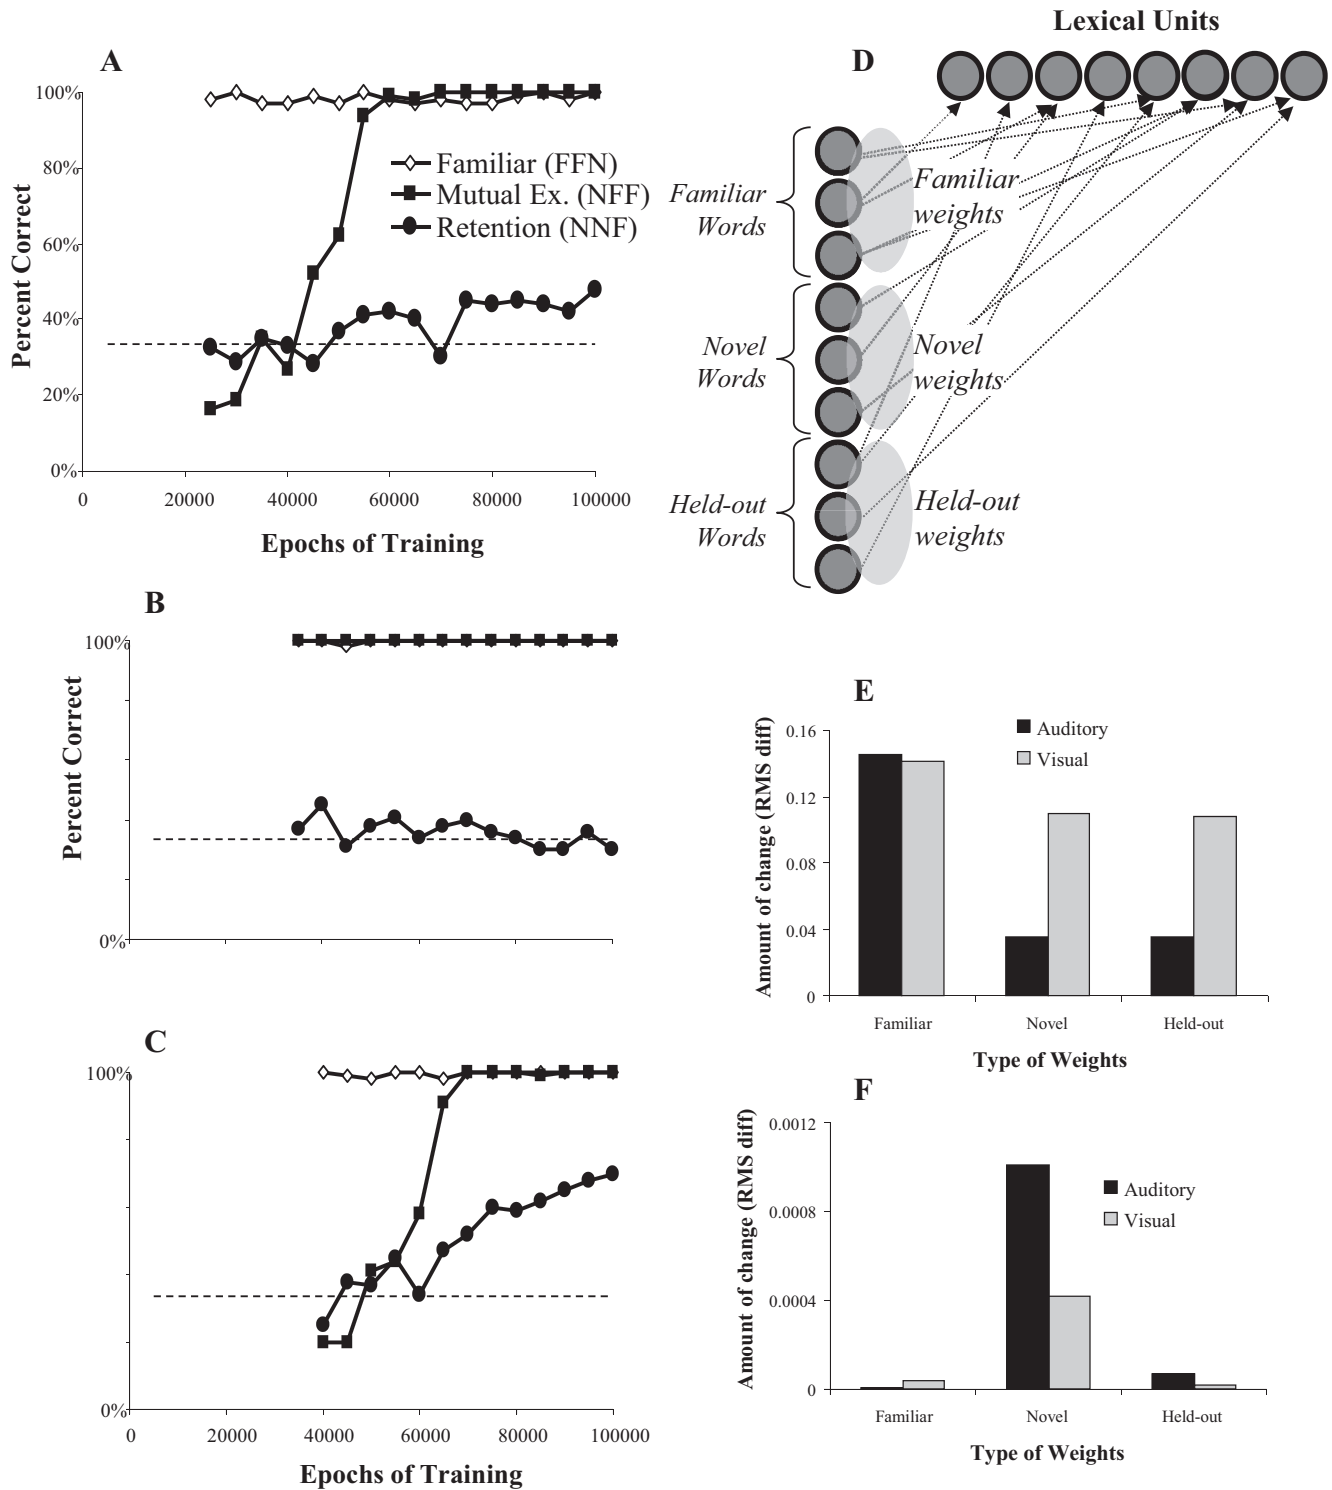 A
Percent Correct
100%
80%
60%
40%
20%
0%
0 20000 40000 60000 80000 100000
Epochs of Training
Familiar (FFN)
Mutual Ex. (NFF)
Retention (NNF)
B
Percent Correct
100%
0%
C
100%
0%
0 20000 40000 60000 80000 100000
Epochs of Training
Lexical Units
D
Familiar
Words
Familiar
weights
Novel
Words
Novel
weights
Held-out
Words
Held-out
weights
E
Amount of change (RMS diff)
0.16
0.12
0.08
0.04
0
Auditory
Visual
Familiar Novel Held-out
Type of Weights
F
Amount of change (RMS diff)
0.0012
0.0008
0.0004
0
Auditory
Visual
Familiar Novel Held-out
Type of Weights